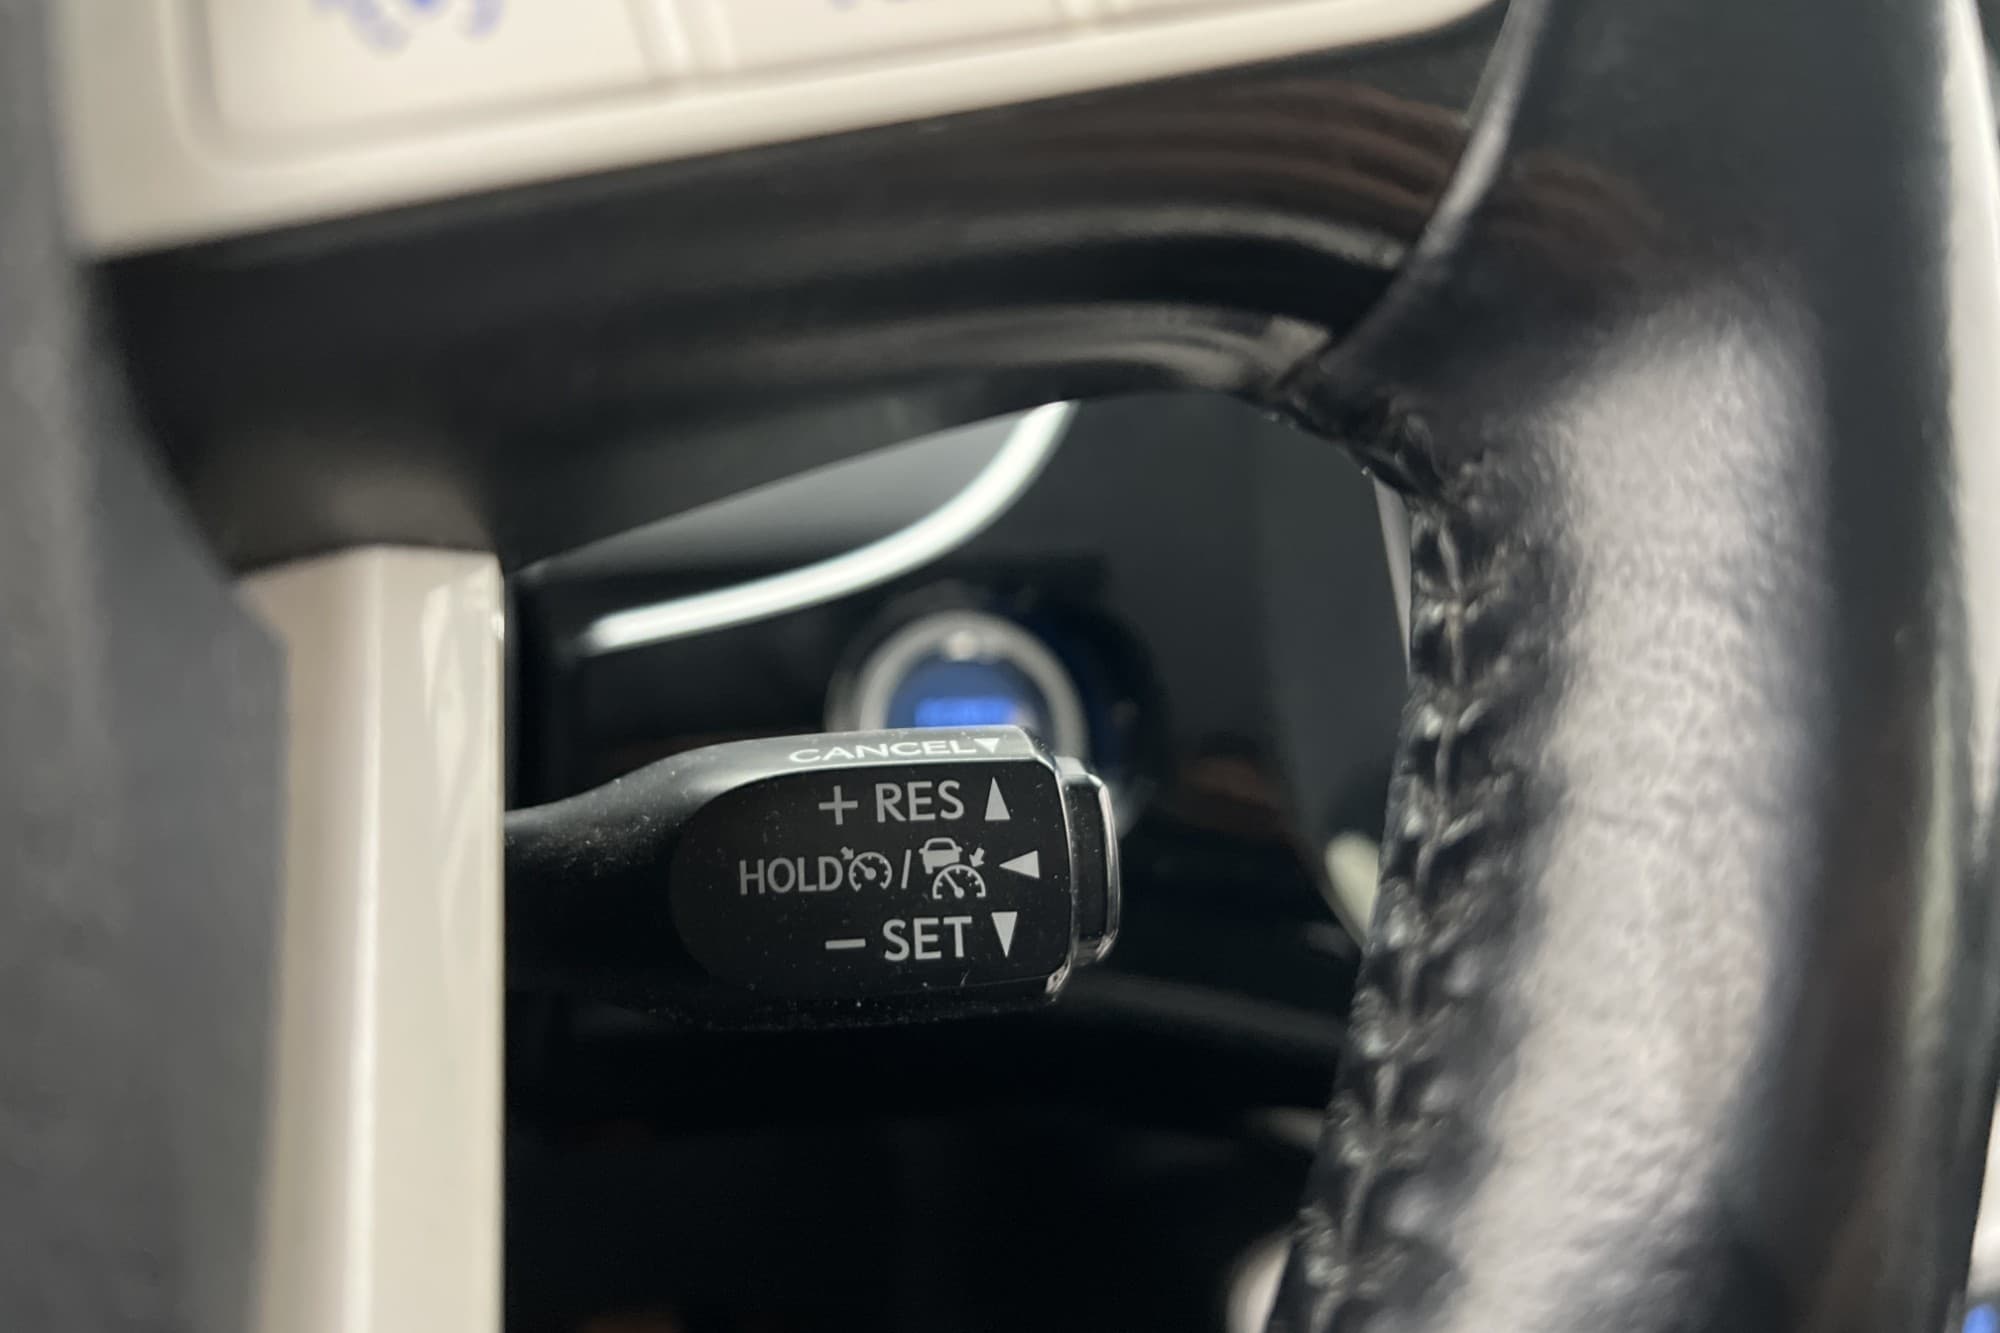 CANCEL▼
+ RES ▲
HOLD / ◀
− SET ▼